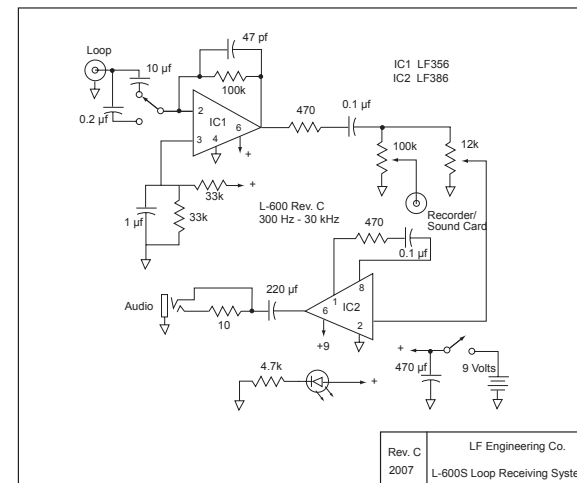 Loop
10 µf
0.2 µf
47 pf
100k
2
3
IC1
6
4
+
IC1 LF356
IC2 LF386
470
0.1 µf
100k
12k
33k
+
1 µf
33k
L-600 Rev. C
300 Hz - 30 kHz
Recorder/
Sound Card
470
0.1 µf
Audio
10
220 µf
1
8
6
IC2
2
+9
4.7k
+
+
470 µf
9 Volts
Rev. C
2007
LF Engineering Co.
L-600S Loop Receiving Syste